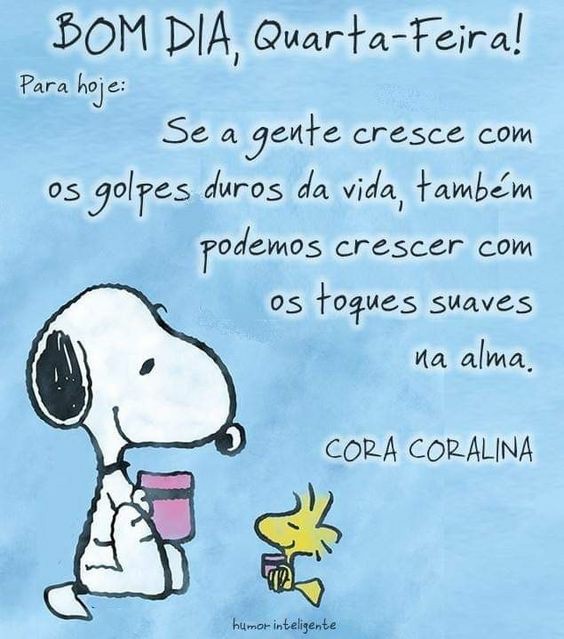 BOM DIA, Quarta-Feira!
Para hoje:
Se a gente cresce com
os golpes duros da vida, também
podemos crescer com
os toques suaves
na alma.
CORA CORALINA
humor inteligente